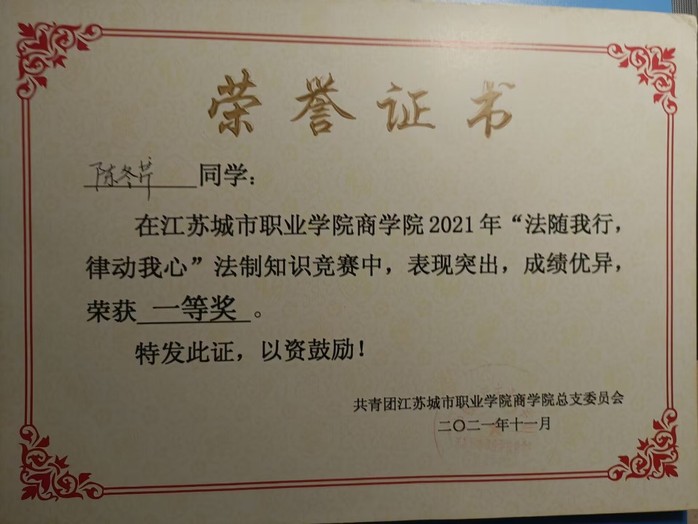 荣誉证书
陈冬芹 同学：
在江苏城市职业学院商学院 2021 年“法随我行，
律动我心”法制知识竞赛中，表现突出，成绩优异，
荣获 一等奖 。
特发此证，以资鼓励！
共青团江苏城市职业学院商学院总支委员会
二〇二一年十一月